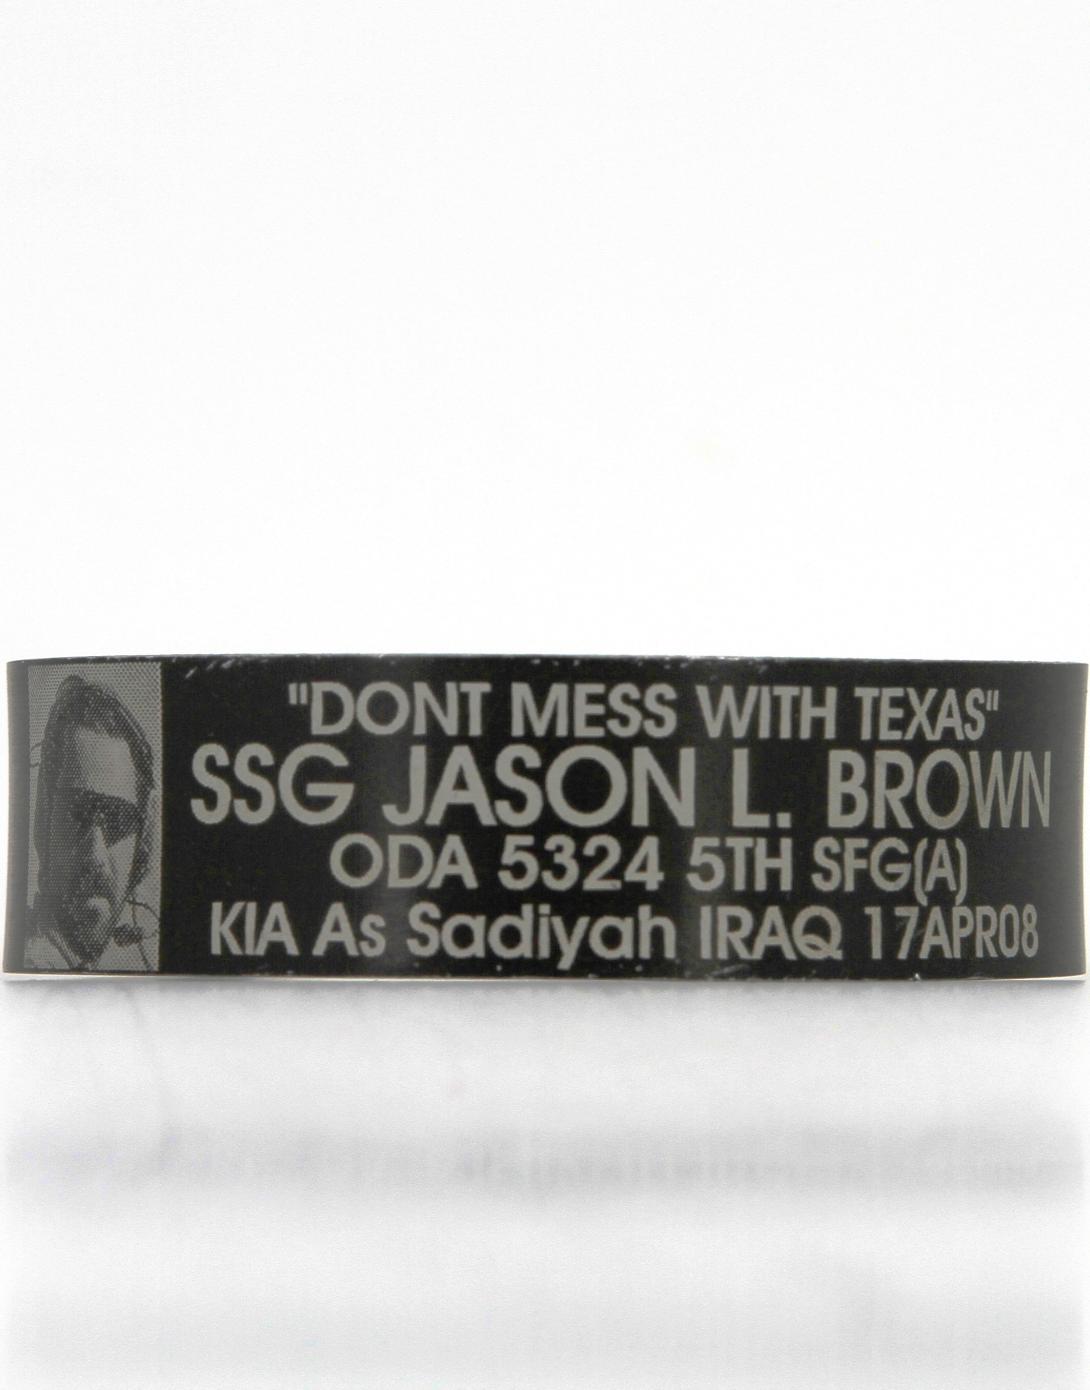 "DONT MESS WITH TEXAS"
SSG JASON L. BROWN
ODA 5324 5TH SFG(A)
KIA As Sadiyah IRAQ 17APR08